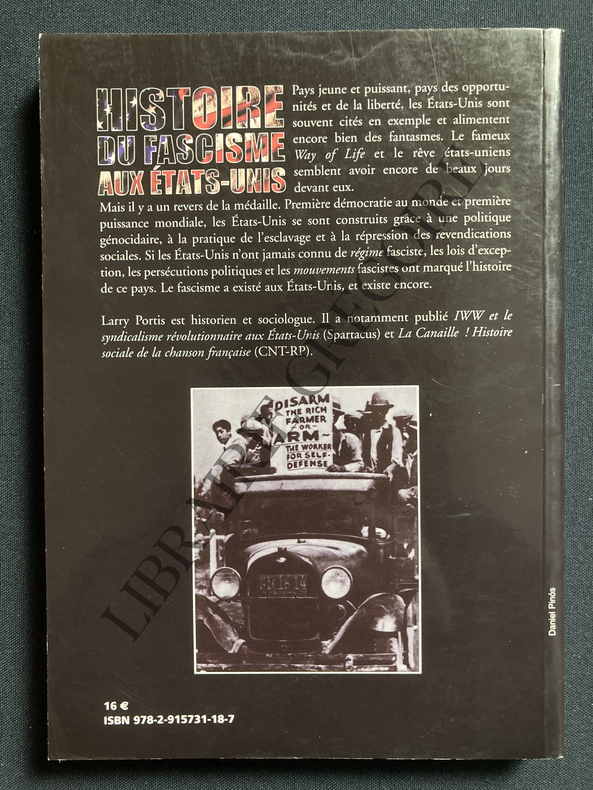 HISTOIRE
DU FASCISME
AUX ÉTATS-UNIS
Pays jeune et puissant, pays des opportu-
nités et de la liberté, les États-Unis sont
souvent cités en exemple et alimentent
encore bien des fantasmes. Le fameux
Way of Life et le rêve états-uniens
semblent avoir encore de beaux jours
devant eux.
Mais il y a un revers de la médaille. Première démocratie au monde et première
puissance mondiale, les États-Unis se sont construits grâce à une politique
génocidaire, à la pratique de l'esclavage et à la répression des revendications
sociales. Si les États-Unis n'ont jamais connu de régime fasciste, les lois d'excep-
tion, les persécutions politiques et les mouvements fascistes ont marqué l'histoire
de ce pays. Le fascisme a existé aux États-Unis, et existe encore.
Larry Portis est historien et sociologue. Il a notamment publié IWW et le
syndicalisme révolutionnaire aux États-Unis (Spartacus) et La Canaille ! Histoire
sociale de la chanson française (CNT-RP).
DISARM
THE RICH
FARMER
OR
ARM
THE WORKER
FOR SELF-
DEFENSE
Daniel Pinós
16 €
ISBN 978-2-915731-18-7
LIBRAIRIE GREGOIRE